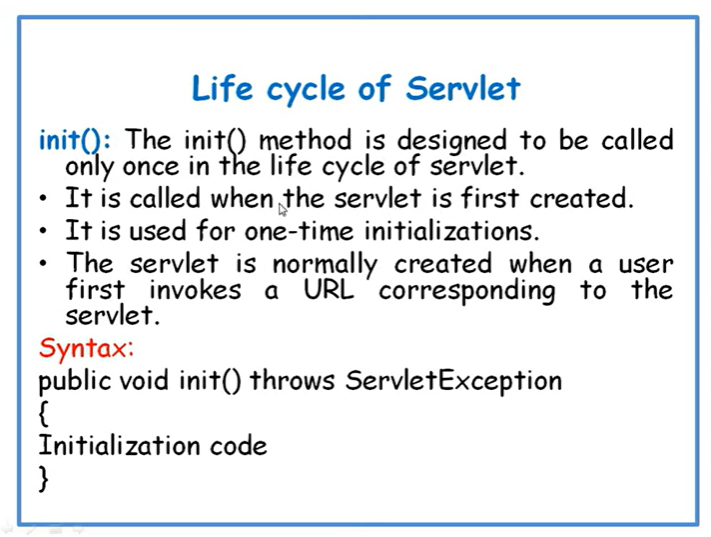 Life cycle of Servlet
init(): The init() method is designed to be called
only once in the life cycle of servlet.
• It is called when the servlet is first created.
• It is used for one-time initializations.
• The servlet is normally created when a user
first invokes a URL corresponding to the
servlet.
Syntax:
public void init() throws ServletException
{
Initialization code
}